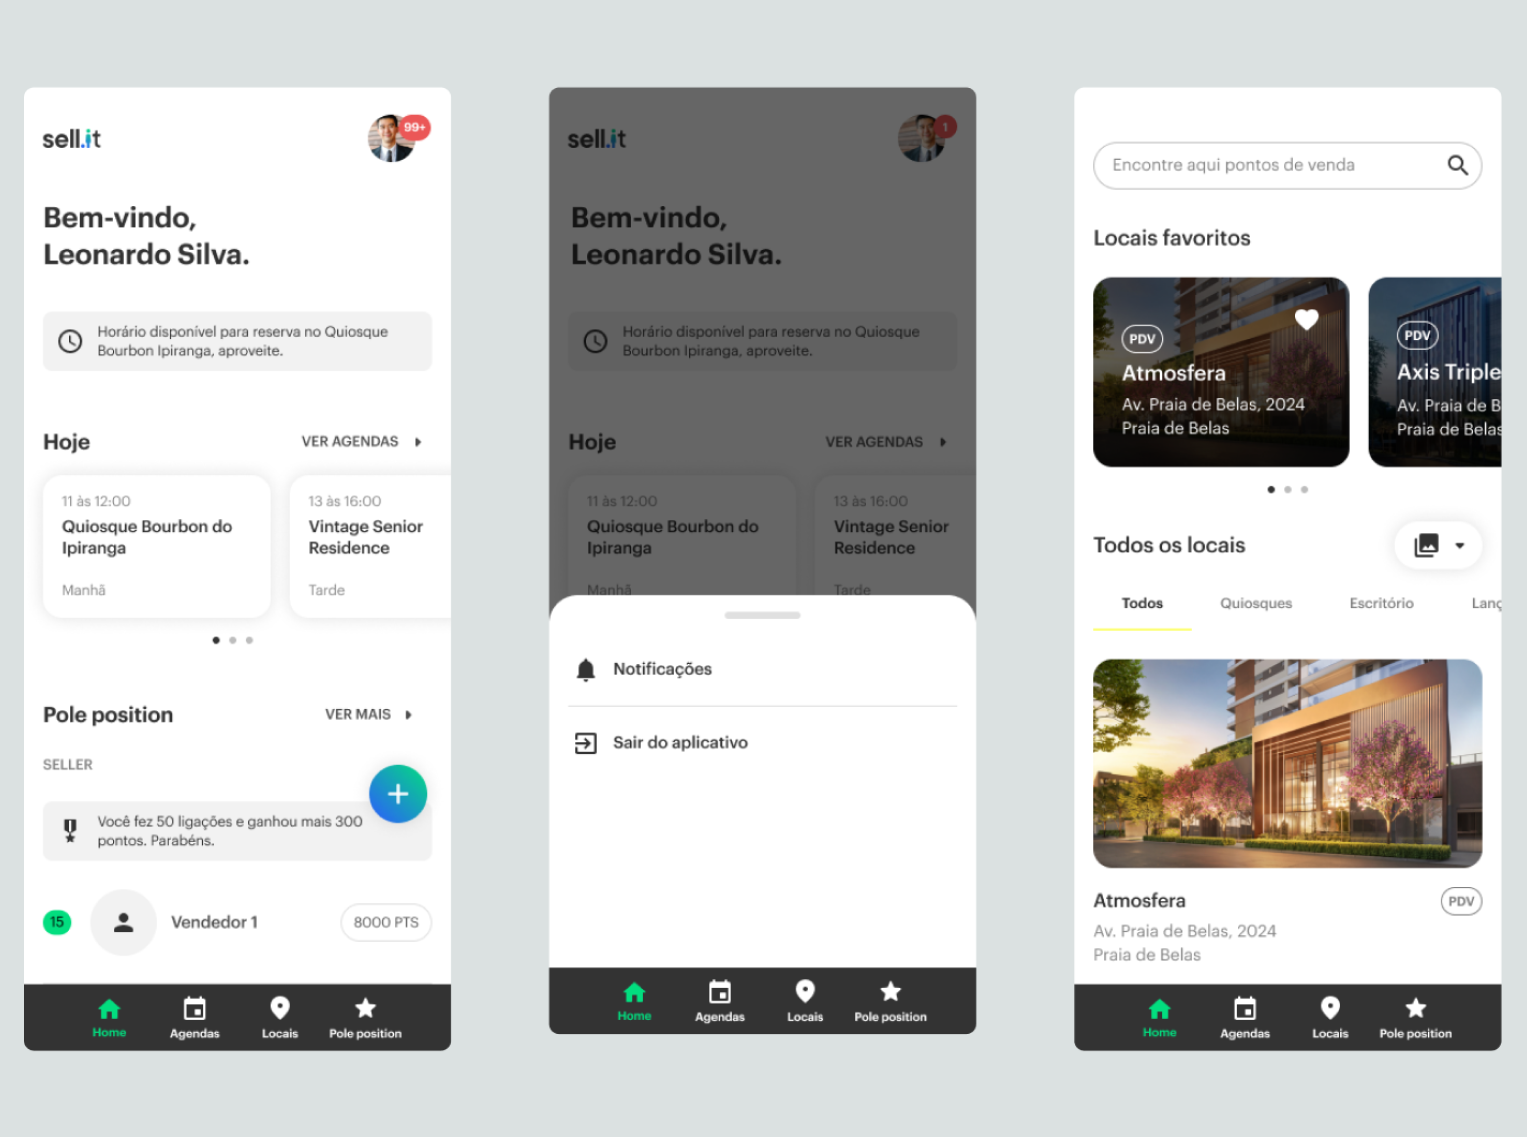 sell.it
99+
Bem-vindo,
Leonardo Silva.
Horário disponível para reserva no Quiosque
Bourbon Ipiranga, aproveite.
Hoje
VER AGENDAS
11 às 12:00
Quiosque Bourbon do
Ipiranga
Manhã
13 às 16:00
Vintage Senior
Residence
Tarde
Pole position
VER MAIS
SELLER
+
Você fez 50 ligações e ganhou mais 300
pontos. Parabéns.
15
Vendedor 1
8000 PTS
Home
Agendas
Locais
Pole position
sell.it
1
Bem-vindo,
Leonardo Silva.
Horário disponível para reserva no Quiosque
Bourbon Ipiranga, aproveite.
Hoje
VER AGENDAS
11 às 12:00
Quiosque Bourbon do
Ipiranga
Manhã
13 às 16:00
Vintage Senior
Residence
Tarde
Notificações
Sair do aplicativo
Home
Agendas
Locais
Pole position
Encontre aqui pontos de venda
Locais favoritos
PDV
Atmosfera
Av. Praia de Belas, 2024
Praia de Belas
PDV
Axis Triple
Av. Praia de B
Praia de Belas
Todos os locais
Todos
Quiosques
Escritório
Lanç
Atmosfera
PDV
Av. Praia de Belas, 2024
Praia de Belas
Home
Agendas
Locais
Pole position